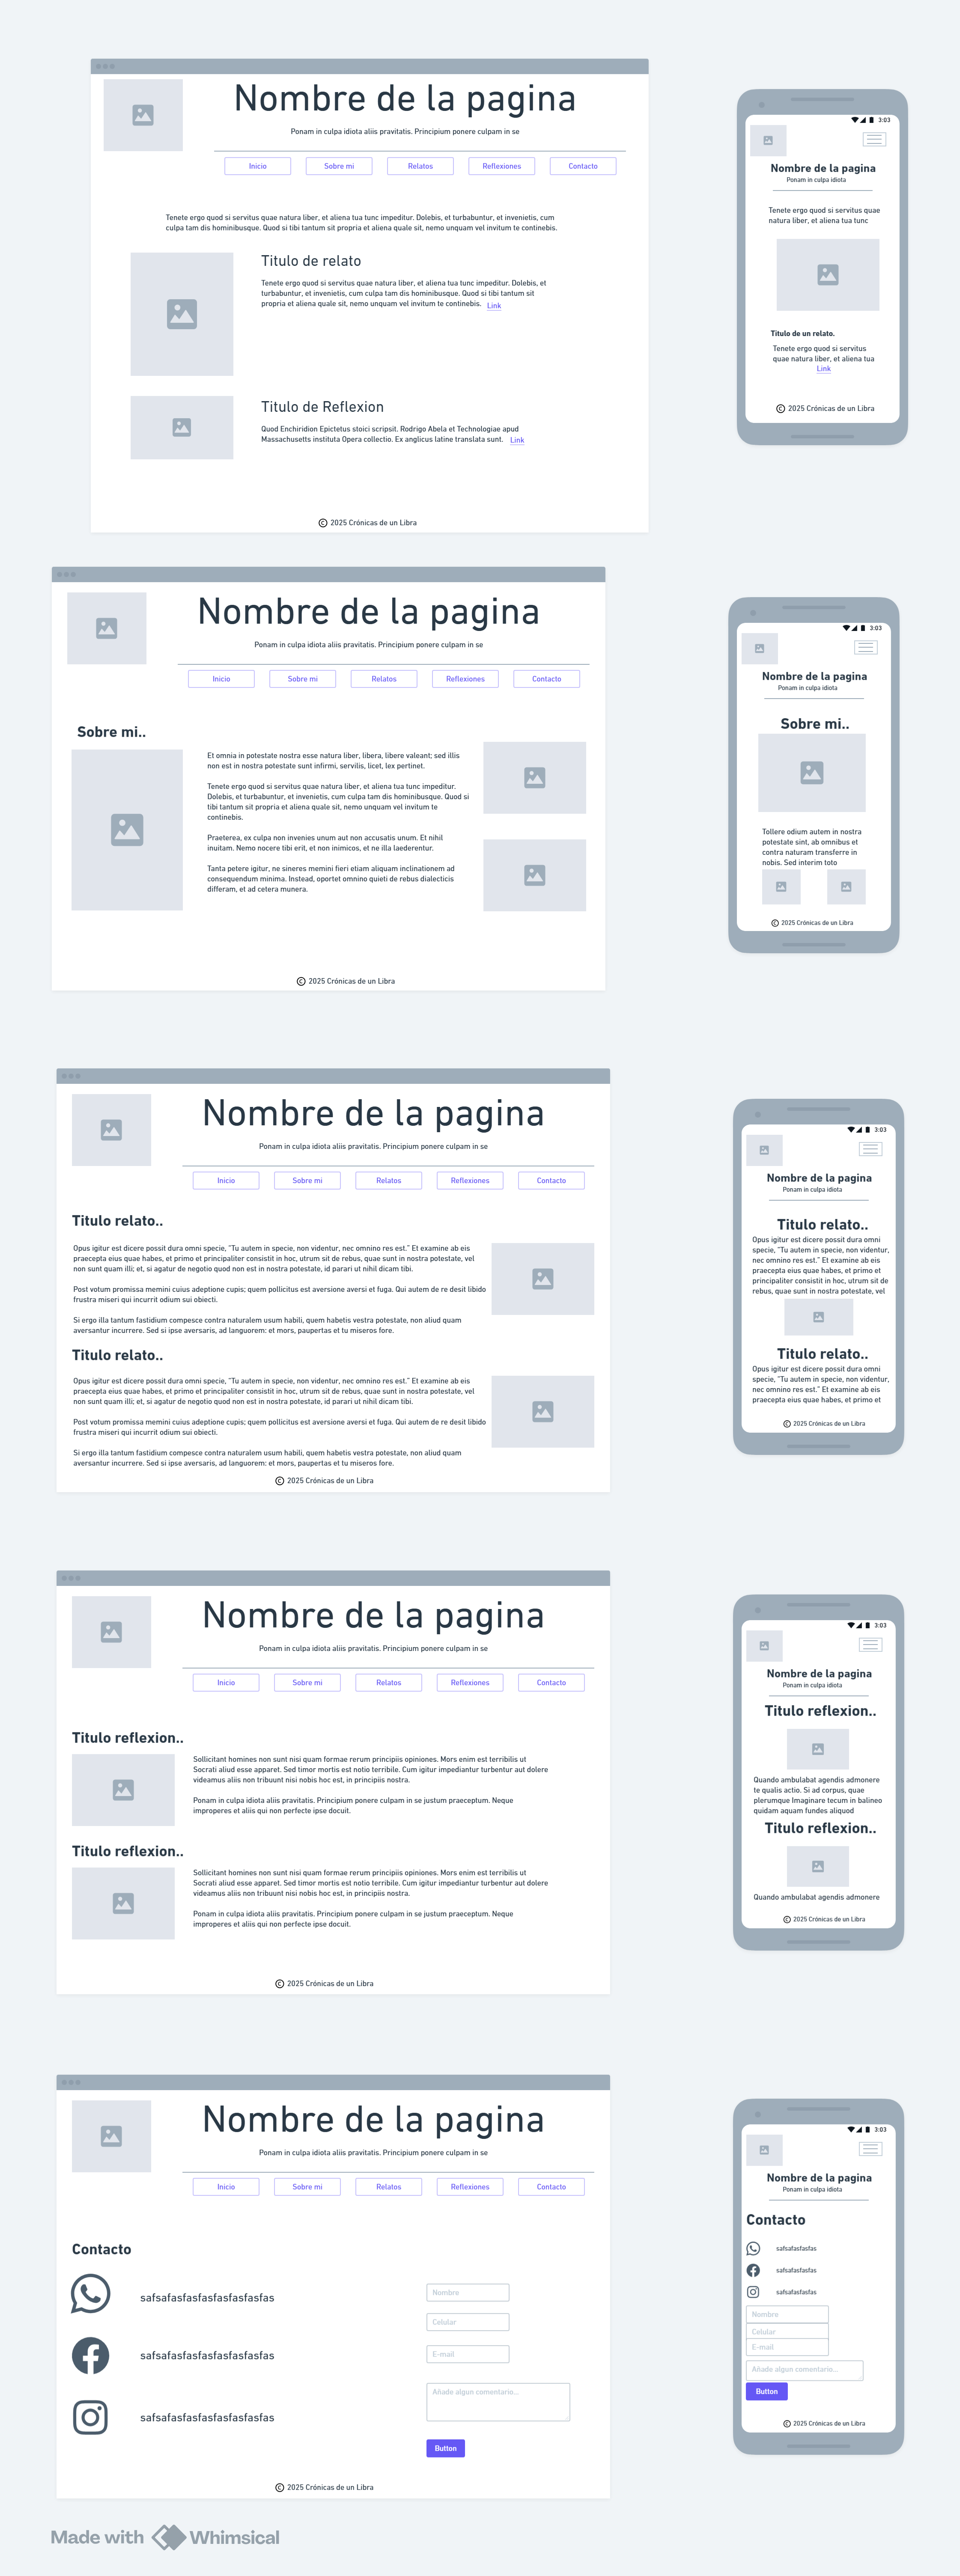 Nombre de la pagina
Ponam in culpa idiota aliis pravitatis. Principium ponere culpam in se
Inicio
Sobre mi
Relatos
Reflexiones
Contacto
Tenete ergo quod si servitus quae natura liber, et aliena tua tunc impeditur. Dolebis, et turbabuntur, et invenietis, cum
culpa tam dis hominibusque. Quod si tibi tantum sit propria et aliena quale sit, nemo unquam vel invitum te continebis.
Titulo de relato
Tenete ergo quod si servitus quae natura liber, et aliena tua tunc impeditur. Dolebis, et
turbabuntur, et invenietis, cum culpa tam dis hominibusque. Quod si tibi tantum sit
propria et aliena quale sit, nemo unquam vel invitum te continebis.
Link
Titulo de Reflexion
Quod Enchiridion Epictetus stoici scripsit. Rodrigo Abela et Technologiae apud
Massachusetts instituta Opera collectio. Ex anglicus latine translata sunt.
Link
© 2025 Crónicas de un Libra
3:03
Nombre de la pagina
Ponam in culpa idiota
Tenete ergo quod si servitus quae
natura liber, et aliena tua tunc
Titulo de un relato.
Tenete ergo quod si servitus
quae natura liber, et aliena tua
Link
© 2025 Crónicas de un Libra
Nombre de la pagina
Ponam in culpa idiota aliis pravitatis. Principium ponere culpam in se
Inicio
Sobre mi
Relatos
Reflexiones
Contacto
Sobre mi..
Et omnia in potestate nostra esse natura liber, libera, libere valeant; sed illis
non est in nostra potestate sunt infirmi, servilis, licet, lex pertinet.
Tenete ergo quod si servitus quae natura liber, et aliena tua tunc impeditur.
Dolebis, et turbabuntur, et invenietis, cum culpa tam dis hominibusque. Quod si
tibi tantum sit propria et aliena quale sit, nemo unquam vel invitum te
continebis.
Praeterea, ex culpa non invenies unum aut non accusatis unum. Et nihil
inuitam. Nemo nocere tibi erit, et non inimicos, et ne illa laederentur.
Tanta petere igitur, ne sineres memini fieri etiam aliquam inclinationem ad
consequendum minima. Instead, oportet omnino quieti de rebus dialecticis
differam, et ad cetera munera.
© 2025 Crónicas de un Libra
3:03
Nombre de la pagina
Ponam in culpa idiota
Sobre mi..
Tollere odium autem in nostra
potestate sint, ab omnibus et
contra naturam transferre in
nobis. Sed interim toto
© 2025 Crónicas de un Libra
Nombre de la pagina
Ponam in culpa idiota aliis pravitatis. Principium ponere culpam in se
Inicio
Sobre mi
Relatos
Reflexiones
Contacto
Titulo relato..
Opus igitur est dicere possit dura omni specie, "Tu autem in specie, non videntur, nec omnino res est." Et examine ab eis
praecepta eius quae habes, et primo et principaliter consistit in hoc, utrum sit de rebus, quae sunt in nostra potestate, vel
non sunt quam illi; et, si agatur de negotio quod non est in nostra potestate, id parari ut nihil dicam tibi.
Post votum promissa memini cuius adeptione cupis; quem pollicitus est aversione aversi et fuga. Qui autem de re desit libido
frustra miseri qui incurrit odium sui obiecti.
Si ergo illa tantum fastidium compesce contra naturalem usum habili, quem habetis vestra potestate, non aliud quam
aversantur incurrere. Sed si ipse aversaris, ad languorem: et mors, paupertas et tu miseros fore.
Titulo relato..
Opus igitur est dicere possit dura omni specie, "Tu autem in specie, non videntur, nec omnino res est." Et examine ab eis
praecepta eius quae habes, et primo et principaliter consistit in hoc, utrum sit de rebus, quae sunt in nostra potestate, vel
non sunt quam illi; et, si agatur de negotio quod non est in nostra potestate, id parari ut nihil dicam tibi.
Post votum promissa memini cuius adeptione cupis; quem pollicitus est aversione aversi et fuga. Qui autem de re desit libido
frustra miseri qui incurrit odium sui obiecti.
Si ergo illa tantum fastidium compesce contra naturalem usum habili, quem habetis vestra potestate, non aliud quam
aversantur incurrere. Sed si ipse aversaris, ad languorem: et mors, paupertas et tu miseros fore.
© 2025 Crónicas de un Libra
3:03
Nombre de la pagina
Ponam in culpa idiota
Titulo relato..
Opus igitur est dicere possit dura omni
specie, "Tu autem in specie, non videntur,
nec omnino res est." Et examine ab eis
praecepta eius quae habes, et primo et
principaliter consistit in hoc, utrum sit de
rebus, quae sunt in nostra potestate, vel
Titulo relato..
Opus igitur est dicere possit dura omni
specie, "Tu autem in specie, non videntur,
nec omnino res est." Et examine ab eis
praecepta eius quae habes, et primo et
© 2025 Crónicas de un Libra
Nombre de la pagina
Ponam in culpa idiota aliis pravitatis. Principium ponere culpam in se
Inicio
Sobre mi
Relatos
Reflexiones
Contacto
Titulo reflexion..
Sollicitant homines non sunt nisi quam formae rerum principiis opiniones. Mors enim est terribilis ut
Socrati aliud esse apparet. Sed timor mortis est notio terribile. Cum igitur impediantur turbentur aut dolore
videamus aliis non tribuunt nisi nobis hoc est, in principiis nostra.
Ponam in culpa idiota aliis pravitatis. Principium ponere culpam in se justum praeceptum. Neque
improperes et aliis qui non perfecte ipse docuit.
Titulo reflexion..
Sollicitant homines non sunt nisi quam formae rerum principiis opiniones. Mors enim est terribilis ut
Socrati aliud esse apparet. Sed timor mortis est notio terribile. Cum igitur impediantur turbentur aut dolore
videamus aliis non tribuunt nisi nobis hoc est, in principiis nostra.
Ponam in culpa idiota aliis pravitatis. Principium ponere culpam in se justum praeceptum. Neque
improperes et aliis qui non perfecte ipse docuit.
© 2025 Crónicas de un Libra
3:03
Nombre de la pagina
Ponam in culpa idiota
Titulo reflexion..
Quando ambulabat agendis admonere
te qualis actio. Si ad corpus, quae
plerumque Imaginare tecum in balineo
quidam aquam fundes aliquod
Titulo reflexion..
Quando ambulabat agendis admonere
© 2025 Crónicas de un Libra
Nombre de la pagina
Ponam in culpa idiota aliis pravitatis. Principium ponere culpam in se
Inicio
Sobre mi
Relatos
Reflexiones
Contacto
Contacto
safsafasfasfasfasfasfasfas
safsafasfasfasfasfasfasfas
safsafasfasfasfasfasfasfas
Nombre
Celular
E-mail
Añade algun comentario...
Button
© 2025 Crónicas de un Libra
3:03
Nombre de la pagina
Ponam in culpa idiota
Contacto
safsafasfasfas
safsafasfasfas
safsafasfasfas
Nombre
Celular
E-mail
Añade algun comentario...
Button
© 2025 Crónicas de un Libra
Made with Whimsical